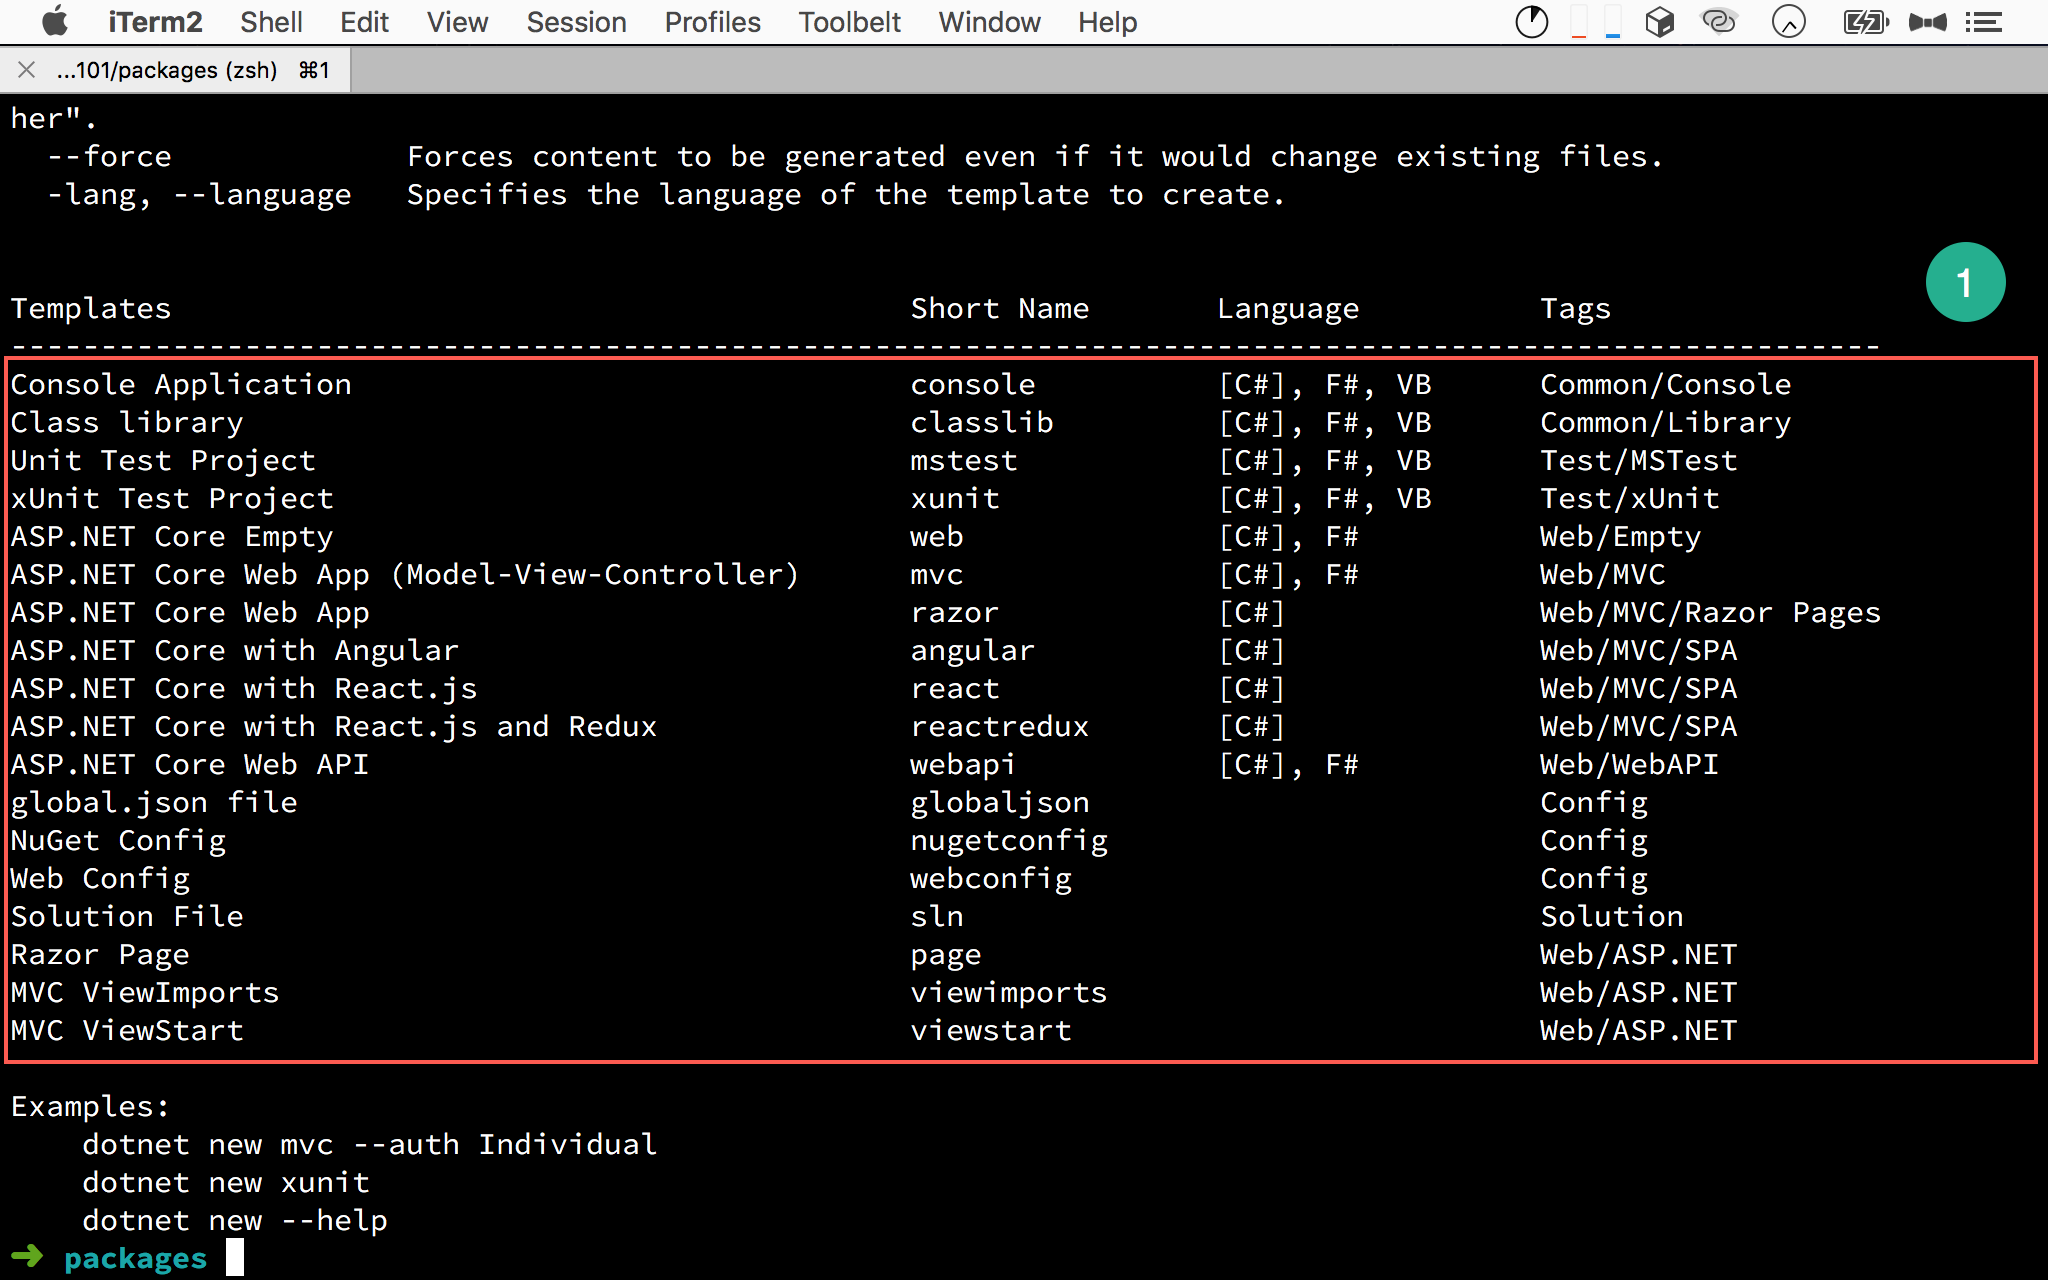 iTerm2 Shell Edit View Session Profiles Toolbelt Window Help
...101/packages (zsh) ⌘1
her".
  --force             Forces content to be generated even if it would change existing files.
  -lang, --language   Specifies the language of the template to create.
1
Templates                                         Short Name       Language          Tags
--------------------------------------------------------------------------------------------------------
Console Application                               console          [C#], F#, VB      Common/Console
Class library                                     classlib         [C#], F#, VB      Common/Library
Unit Test Project                                 mstest           [C#], F#, VB      Test/MSTest
xUnit Test Project                                xunit            [C#], F#, VB      Test/xUnit
ASP.NET Core Empty                                web              [C#], F#          Web/Empty
ASP.NET Core Web App (Model-View-Controller)      mvc              [C#], F#          Web/MVC
ASP.NET Core Web App                              razor            [C#]              Web/MVC/Razor Pages
ASP.NET Core with Angular                         angular          [C#]              Web/MVC/SPA
ASP.NET Core with React.js                        react            [C#]              Web/MVC/SPA
ASP.NET Core with React.js and Redux              reactredux       [C#]              Web/MVC/SPA
ASP.NET Core Web API                              webapi           [C#], F#          Web/WebAPI
global.json file                                  globaljson                         Config
NuGet Config                                      nugetconfig                        Config
Web Config                                        webconfig                          Config
Solution File                                     sln                                Solution
Razor Page                                        page                               Web/ASP.NET
MVC ViewImports                                   viewimports                        Web/ASP.NET
MVC ViewStart                                     viewstart                          Web/ASP.NET
Examples:
    dotnet new mvc --auth Individual
    dotnet new xunit
    dotnet new --help
➜ packages